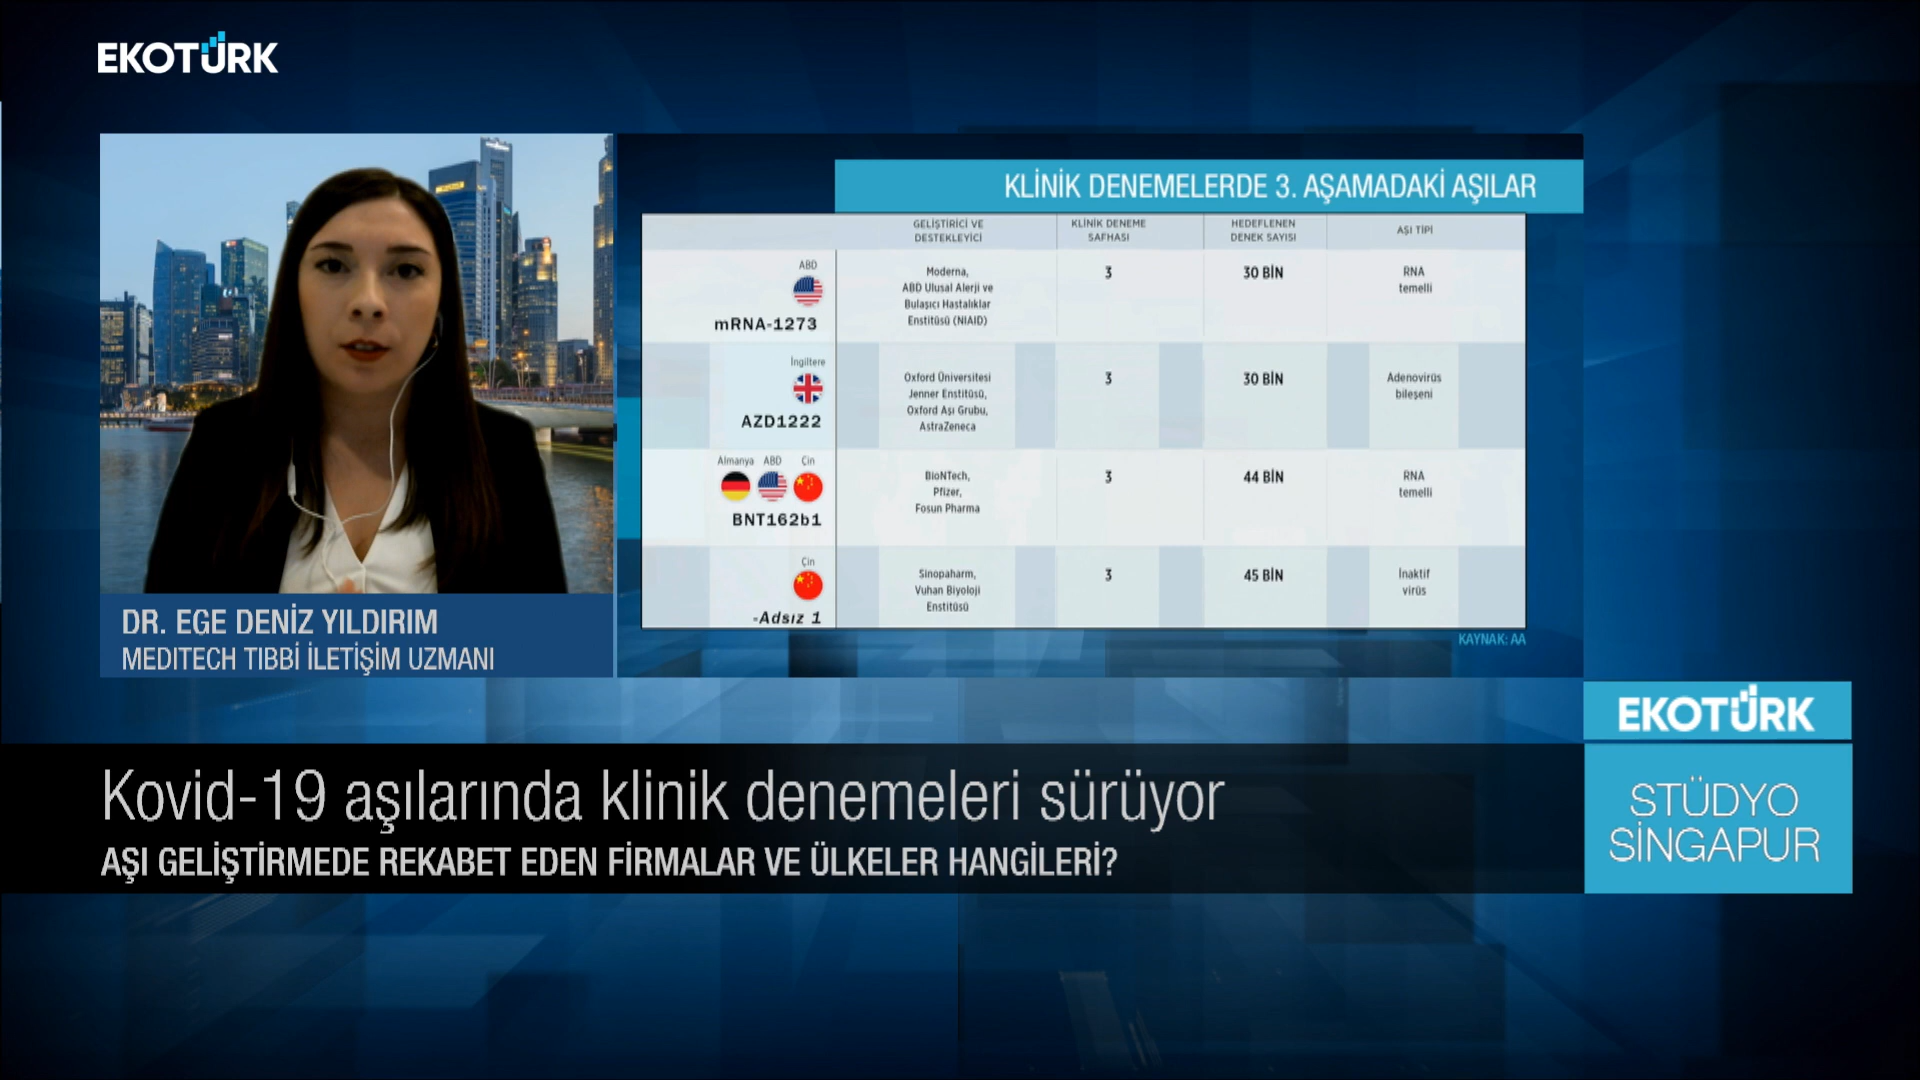 EKOTÜRK
KLİNİK DENEMELERDE 3. AŞAMADAKİ AŞILAR
GELİŞTİRİCİ VE
DESTEKLEYİCİ
KLİNİK DENEME
SAFHASI
HEDEFLENEN
DENEK SAYISI
AŞI TİPİ
ABD
mRNA-1273
Moderna,
ABD Ulusal Alerji ve
Bulaşıcı Hastalıklar
Enstitüsü (NIAID)
3
30 BİN
RNA
temelli
İngiltere
AZD1222
Oxford Üniversitesi
Jenner Enstitüsü,
Oxford Aşı Grubu,
AstraZeneca
3
30 BİN
Adenovirüs
bileşeni
Almanya ABD Çin
BNT162b1
BioNTech,
Pfizer,
Fosun Pharma
3
44 BİN
RNA
temelli
Çin
-Adsız 1
Sinopaharm,
Vuhan Biyoloji
Enstitüsü
3
45 BİN
İnaktif
virüs
KAYNAK: AA
DR. EGE DENİZ YILDIRIM
MEDITECH TIBBİ İLETİŞİM UZMANI
EKOTÜRK
STÜDYO
SİNGAPUR
Kovid-19 aşılarında klinik denemeleri sürüyor
AŞI GELİŞTİRMEDE REKABET EDEN FİRMALAR VE ÜLKELER HANGİLERİ?